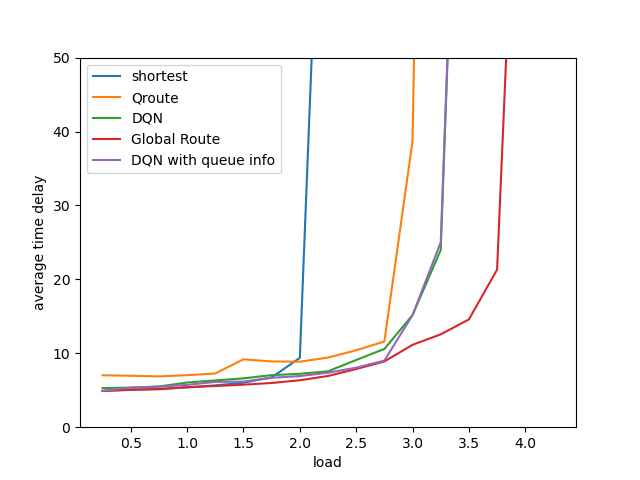 50
40
30
20
10
0
average time delay
shortest
Qroute
DQN
Global Route
DQN with queue info
0.5 1.0 1.5 2.0 2.5 3.0 3.5 4.0
load